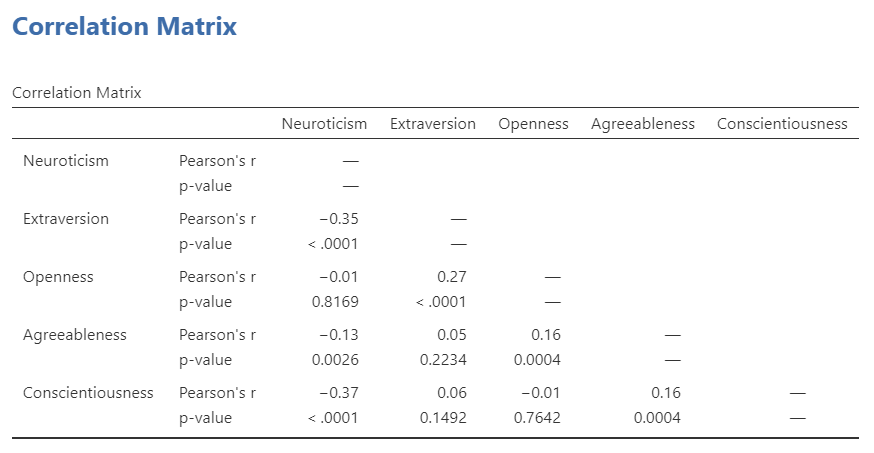 Correlation Matrix
Correlation Matrix
Neuroticism Extraversion Openness Agreeableness Conscientiousness
Neuroticism Pearson's r —
p-value —
Extraversion Pearson's r −0.35 —
p-value < .0001 —
Openness Pearson's r −0.01 0.27 —
p-value 0.8169 < .0001 —
Agreeableness Pearson's r −0.13 0.05 0.16 —
p-value 0.0026 0.2234 0.0004 —
Conscientiousness Pearson's r −0.37 0.06 −0.01 0.16 —
p-value < .0001 0.1492 0.7642 0.0004 —